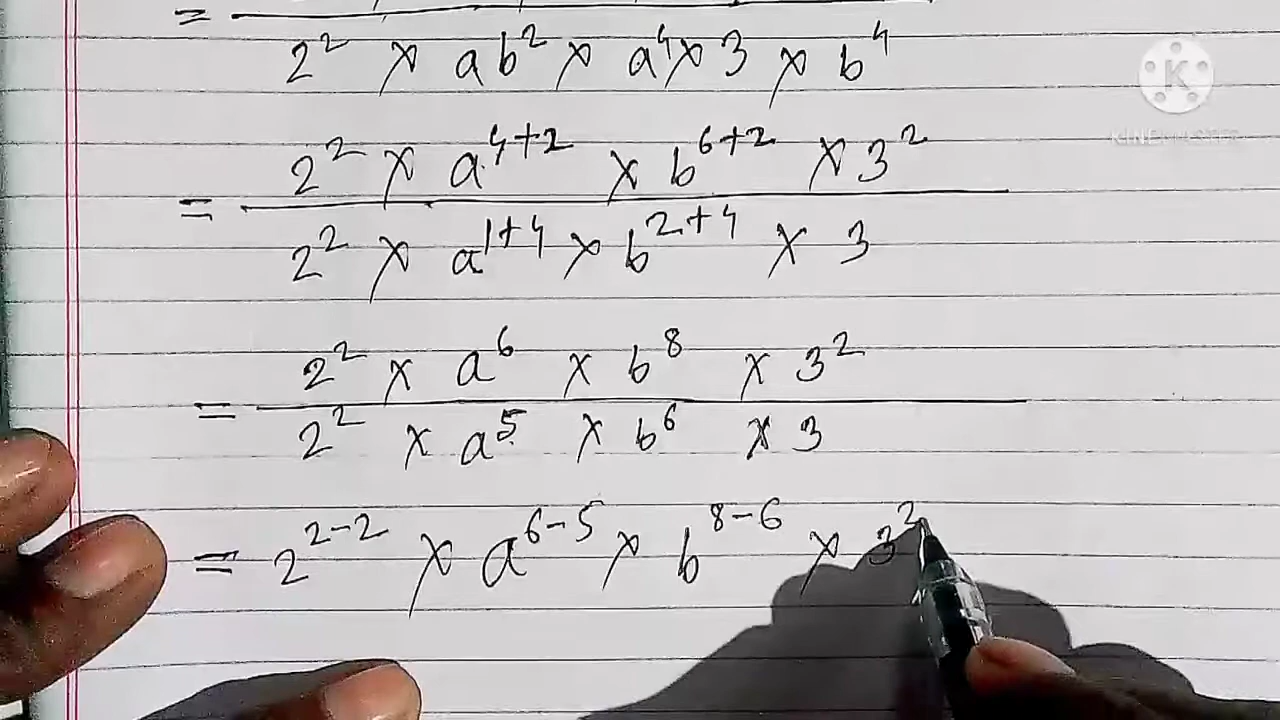 =
2² × ab² × a⁴ × 3 × b⁴
2² × a⁴⁺² × b⁶⁺² × 3²
=
2² × a¹⁺⁴ × b²⁺⁴ × 3
2² × a⁶ × b⁸ × 3²
=
2² × a⁵ × b⁶ × 3
= 2²⁻² × a⁶⁻⁵ × b⁸⁻⁶ × 3²
K
KINEMASTER